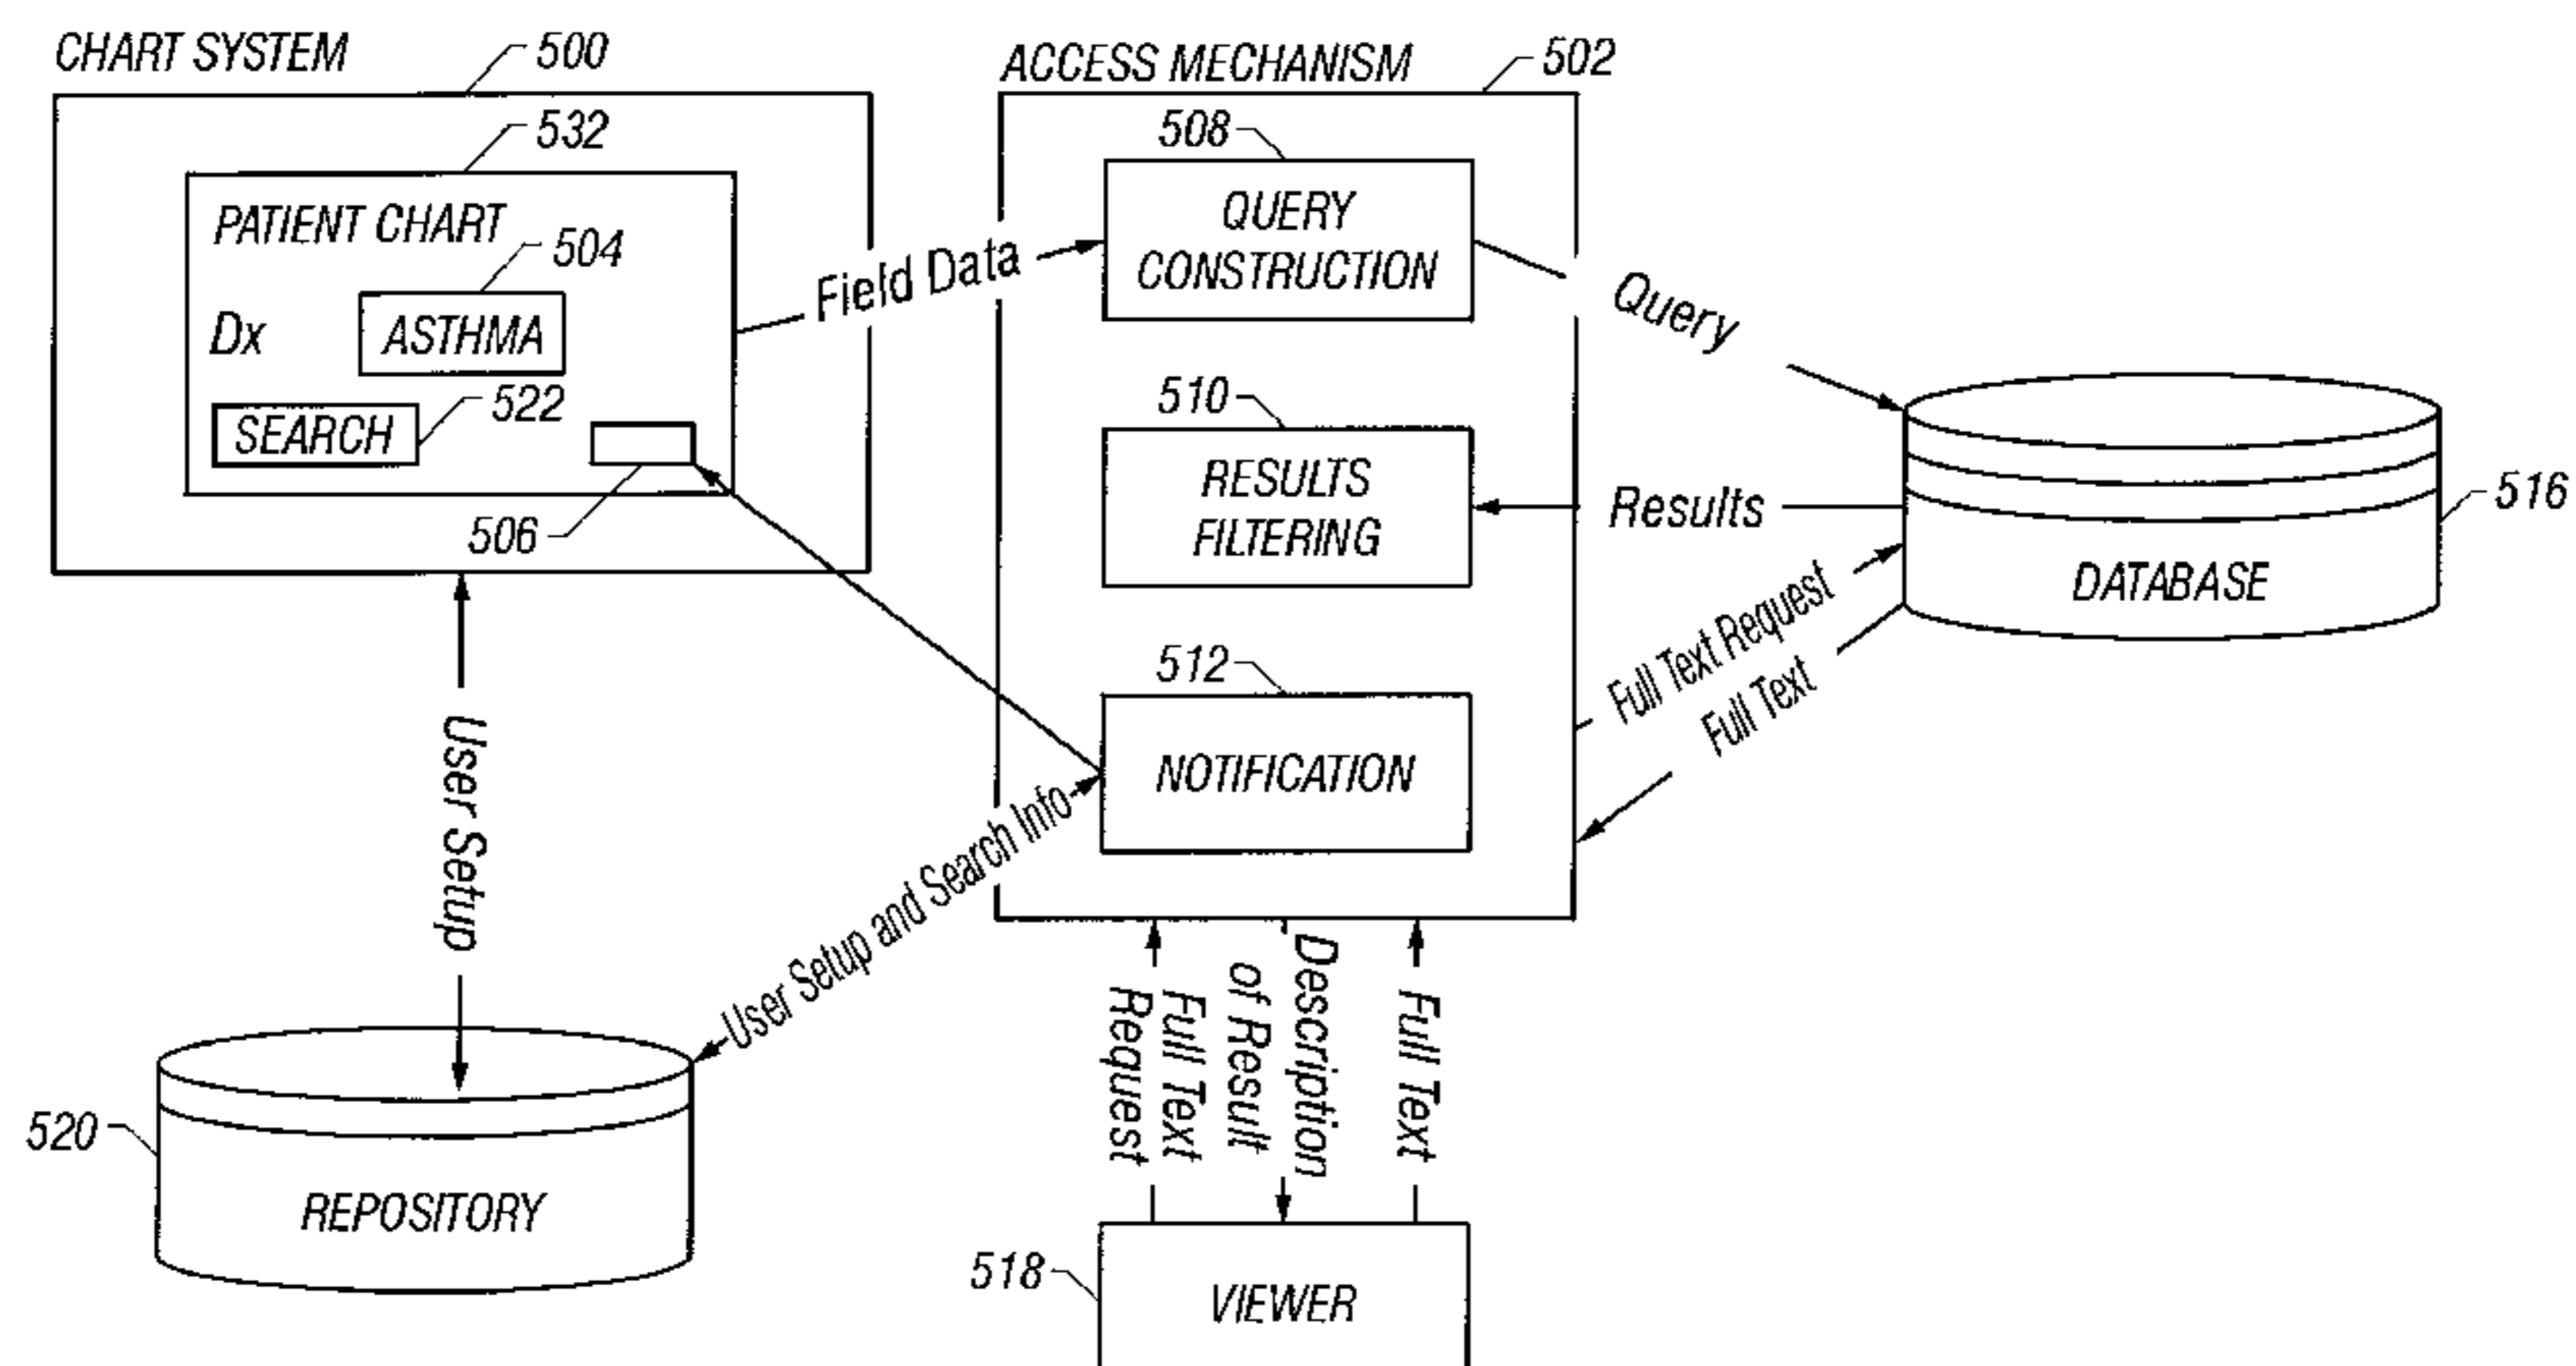 CHART SYSTEM
500
532
PATIENT CHART
504
Dx
ASTHMA
SEARCH
522
506
Field Data
ACCESS MECHANISM
502
508
QUERY
CONSTRUCTION
Query
510
RESULTS
FILTERING
Results
512
NOTIFICATION
516
DATABASE
Full Text Request
Full Text
User Setup
User Setup and Search Info
520
REPOSITORY
Full Text
Request
Description
of Result
Full Text
518
VIEWER